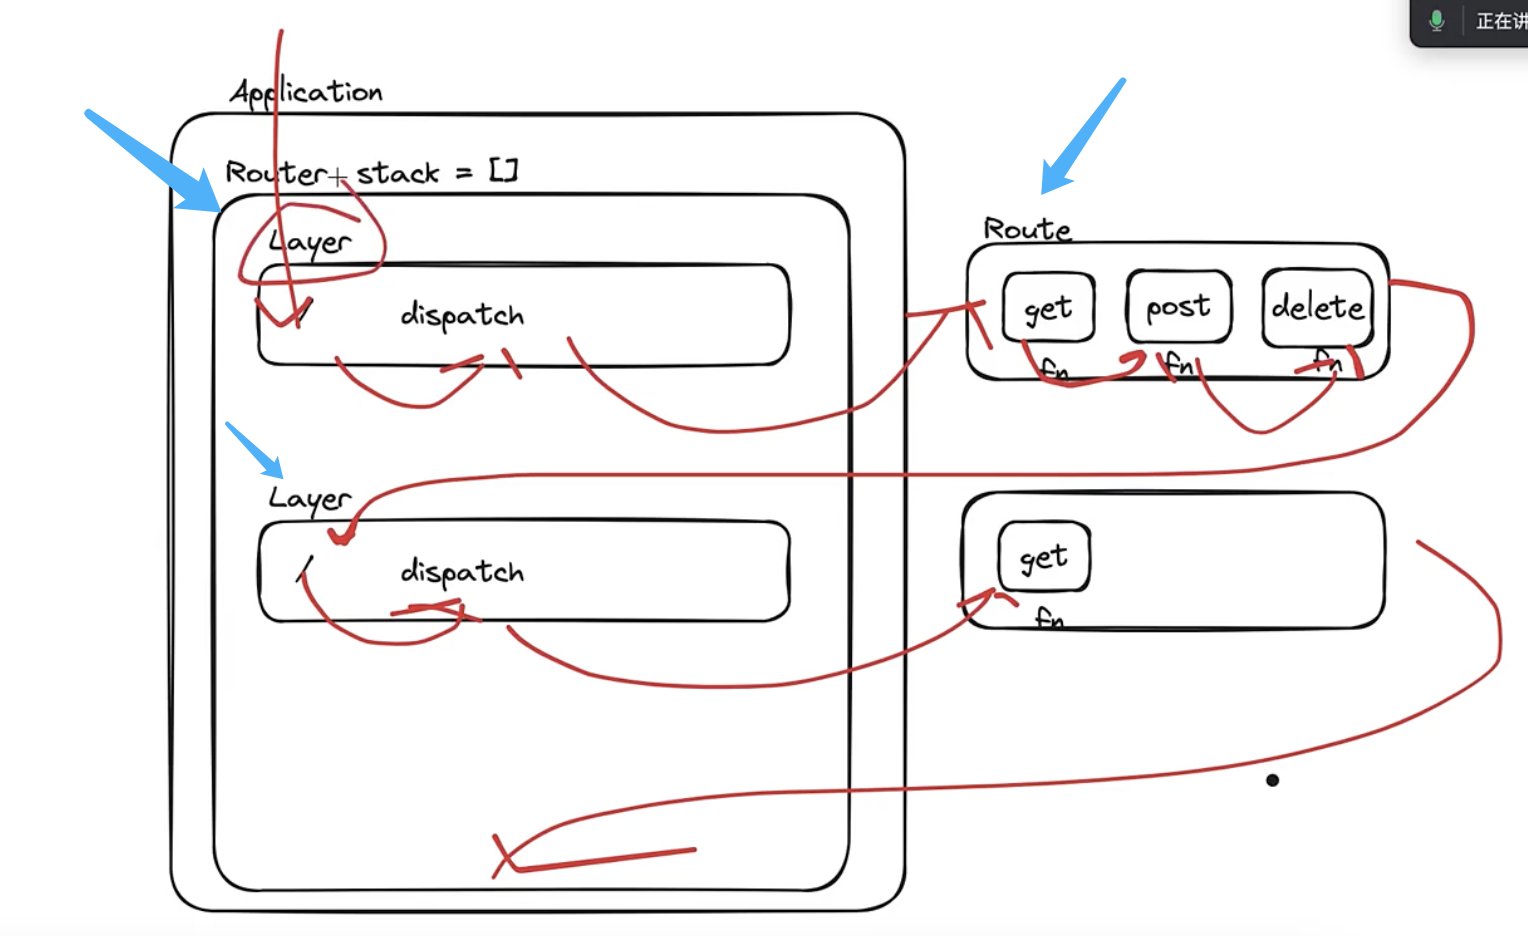 正在讲
Application
Router + stack = []
Layer
/ dispatch
Layer
/ dispatch
Route
get post delete
fn fn fn
get
fn